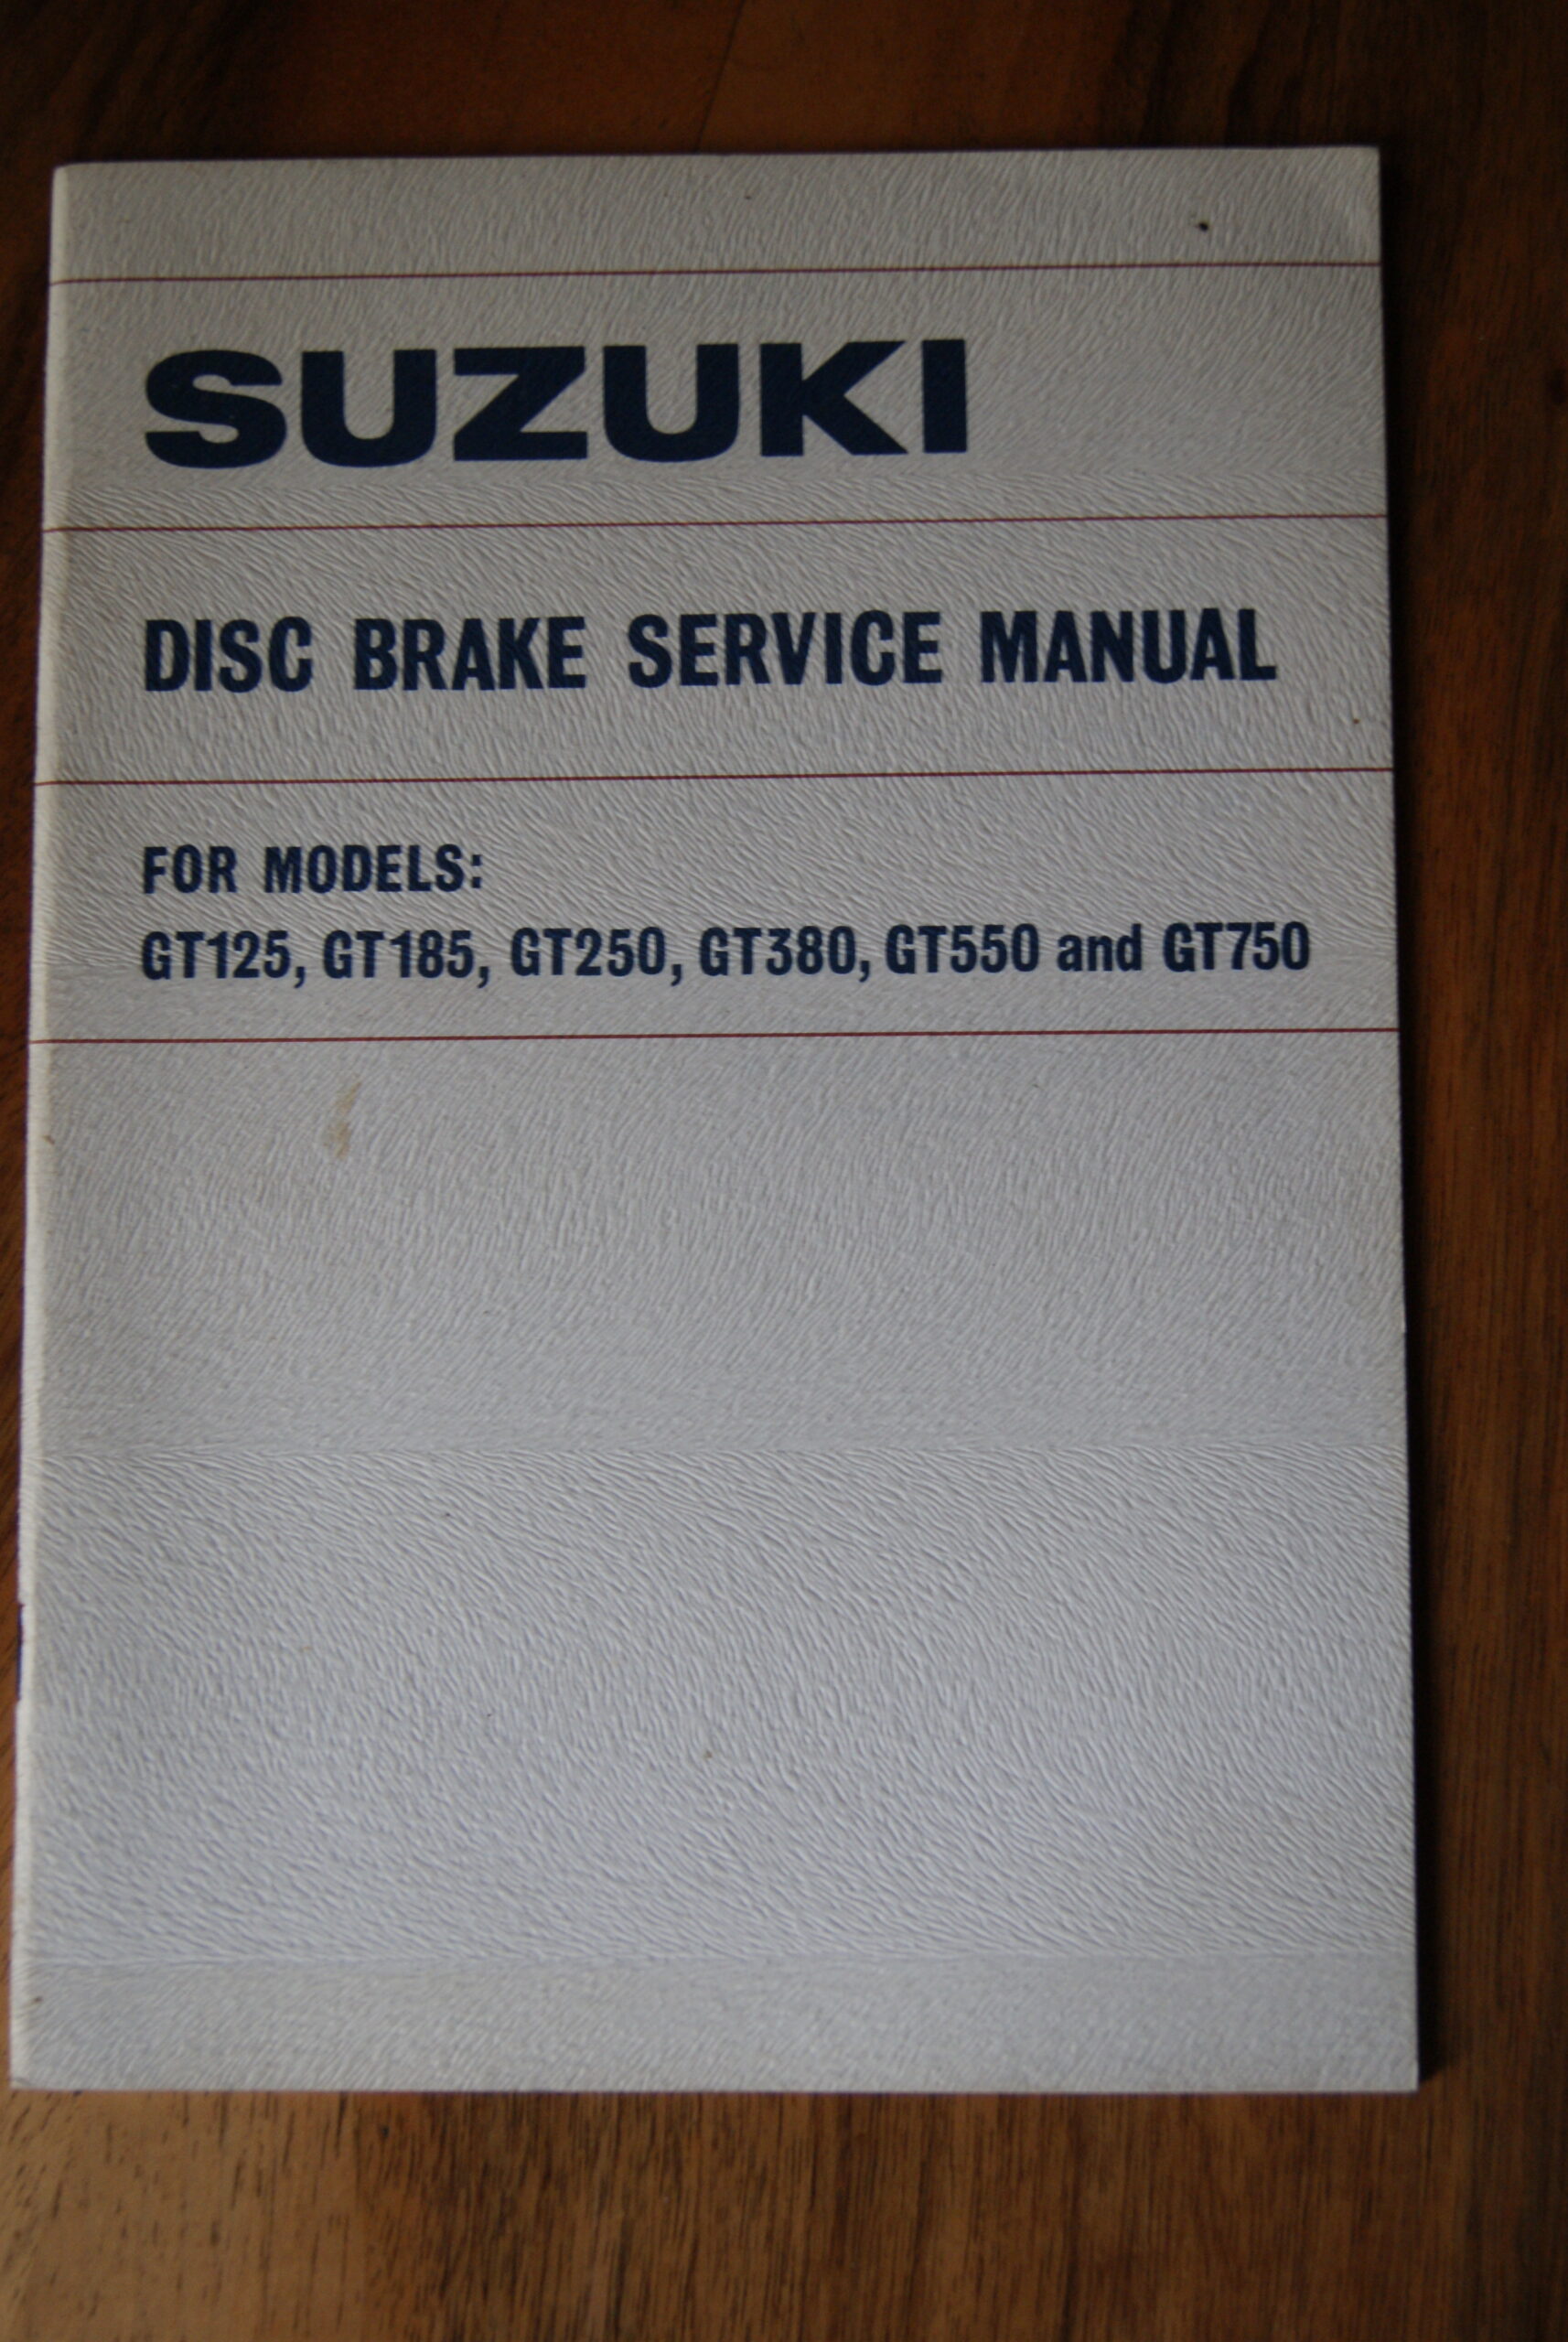 SUZUKI
DISC BRAKE SERVICE MANUAL
FOR MODELS:
GT125, GT185, GT250, GT380, GT550 and GT750